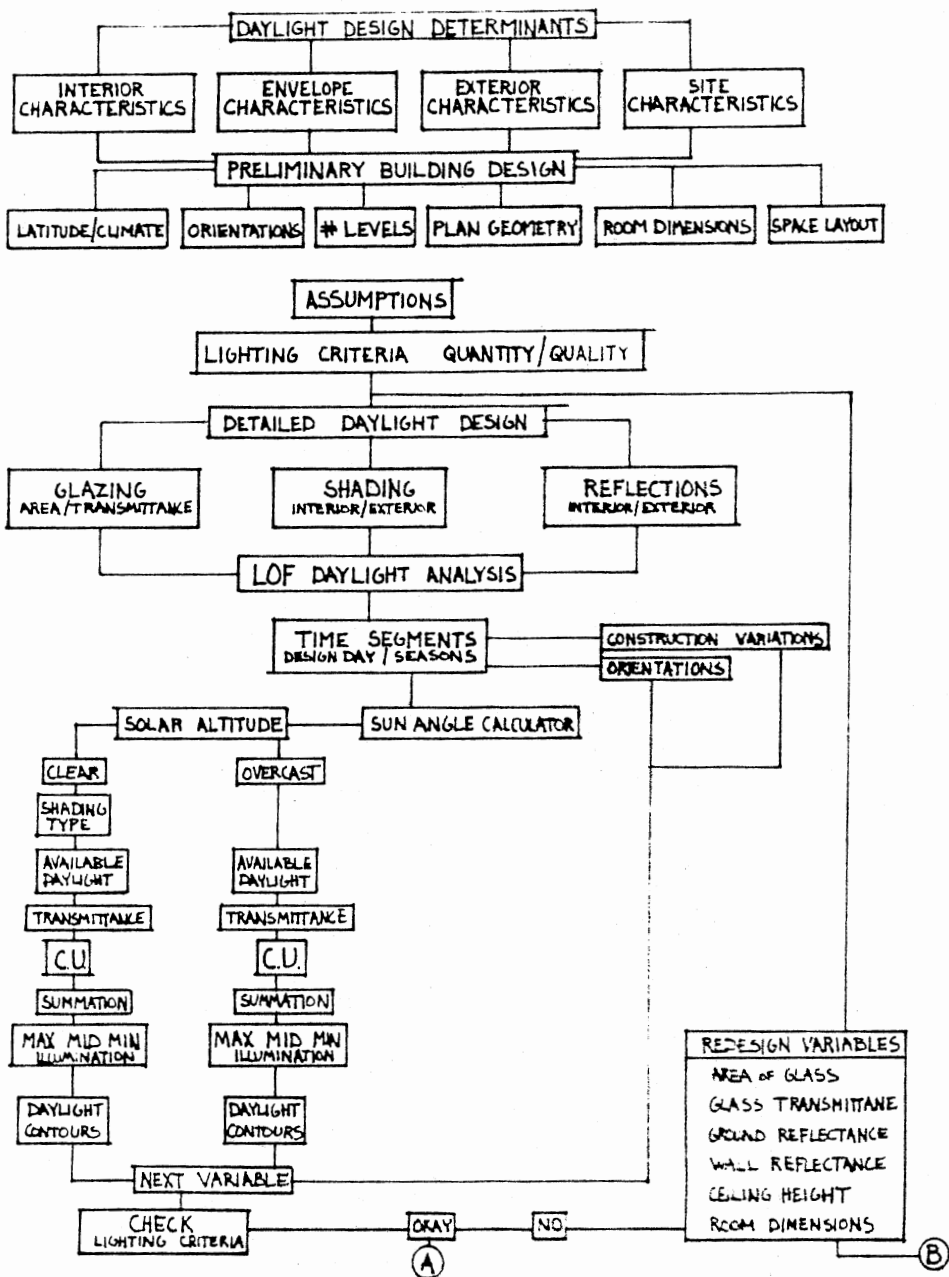 DAYLIGHT DESIGN DETERMINANTS
INTERIOR
CHARACTERISTICS
ENVELOPE
CHARACTERISTICS
EXTERIOR
CHARACTERISTICS
SITE
CHARACTERISTICS
PRELIMINARY BUILDING DESIGN
LATITUDE/CLIMATE
ORIENTATIONS
# LEVELS
PLAN GEOMETRY
ROOM DIMENSIONS
SPACE LAYOUT
ASSUMPTIONS
LIGHTING CRITERIA QUANTITY/QUALITY
DETAILED DAYLIGHT DESIGN
GLAZING
AREA/TRANSMITTANCE
SHADING
INTERIOR/EXTERIOR
REFLECTIONS
INTERIOR/EXTERIOR
LOF DAYLIGHT ANALYSIS
TIME SEGMENTS
DESIGN DAY / SEASONS
CONSTRUCTION VARIATIONS
ORIENTATIONS
SOLAR ALTITUDE
SUN ANGLE CALCULATOR
CLEAR
OVERCAST
SHADING
TYPE
AVAILABLE
DAYLIGHT
AVAILABLE
DAYLIGHT
TRANSMITTANCE
TRANSMITTANCE
C.U.
C.U.
SUMMATION
SUMMATION
MAX MID MIN
ILLUMINATION
MAX MID MIN
ILLUMINATION
DAYLIGHT
CONTOURS
DAYLIGHT
CONTOURS
NEXT VARIABLE
CHECK
LIGHTING CRITERIA
OKAY
NO
A
REDESIGN VARIABLES
AREA OF GLASS
GLASS TRANSMITTANE
GROUND REFLECTANCE
WALL REFLECTANCE
CEILING HEIGHT
ROOM DIMENSIONS
B